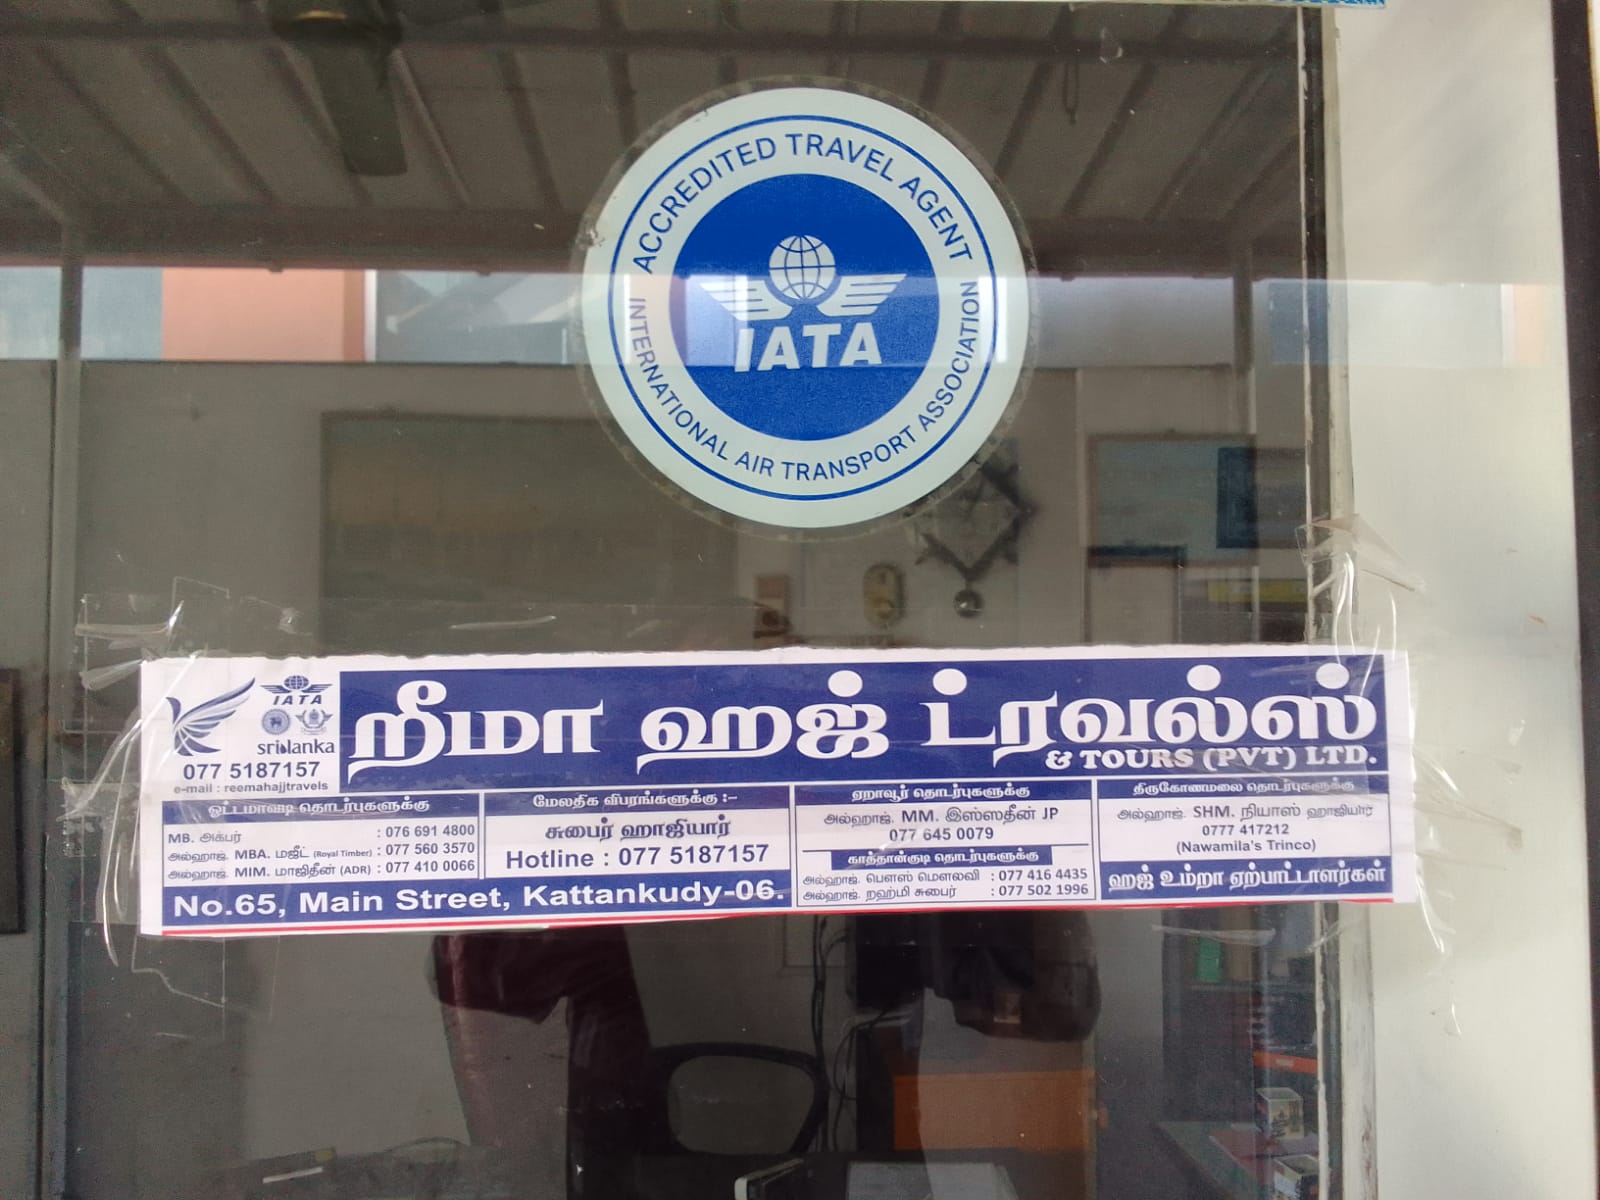 ACCREDITED TRAVEL AGENT
IATA
INTERNATIONAL AIR TRANSPORT ASSOCIATION
IATA
srilanka
077 5187157
e-mail : reemahajjtravels
றீமா ஹஜ் ட்ரவல்ஸ்
& TOURS (PVT) LTD.
ஓட்டமாவடி தொடர்புகளுக்கு
MB. அக்பர் : 076 691 4800
அல்ஹாஜ். MBA. மஜீட் (Royal Timber) : 077 560 3570
அல்ஹாஜ். MIM. மாஜிதீன் (ADR) : 077 410 0066
மேலதிக விபரங்களுக்கு :-
சுபைர் ஹாஜியார்
Hotline : 077 5187157
No.65, Main Street, Kattankudy-06.
ஏறாவூர் தொடர்புகளுக்கு
அல்ஹாஜ். MM. இஸ்ஸதீன் JP
077 645 0079
காத்தான்குடி தொடர்புகளுக்கு
அல்ஹாஜ். பௌஸ் மௌலவி : 077 416 4435
அல்ஹாஜ். றஹ்மி சுபைர் : 077 502 1996
திருகோணமலை தொடர்புகளுக்கு
அல்ஹாஜ். SHM. நியாஸ் ஹாஜியார்
0777 417212
(Nawamila's Trinco)
ஹஜ் உம்றா ஏற்பாட்டாளர்கள்